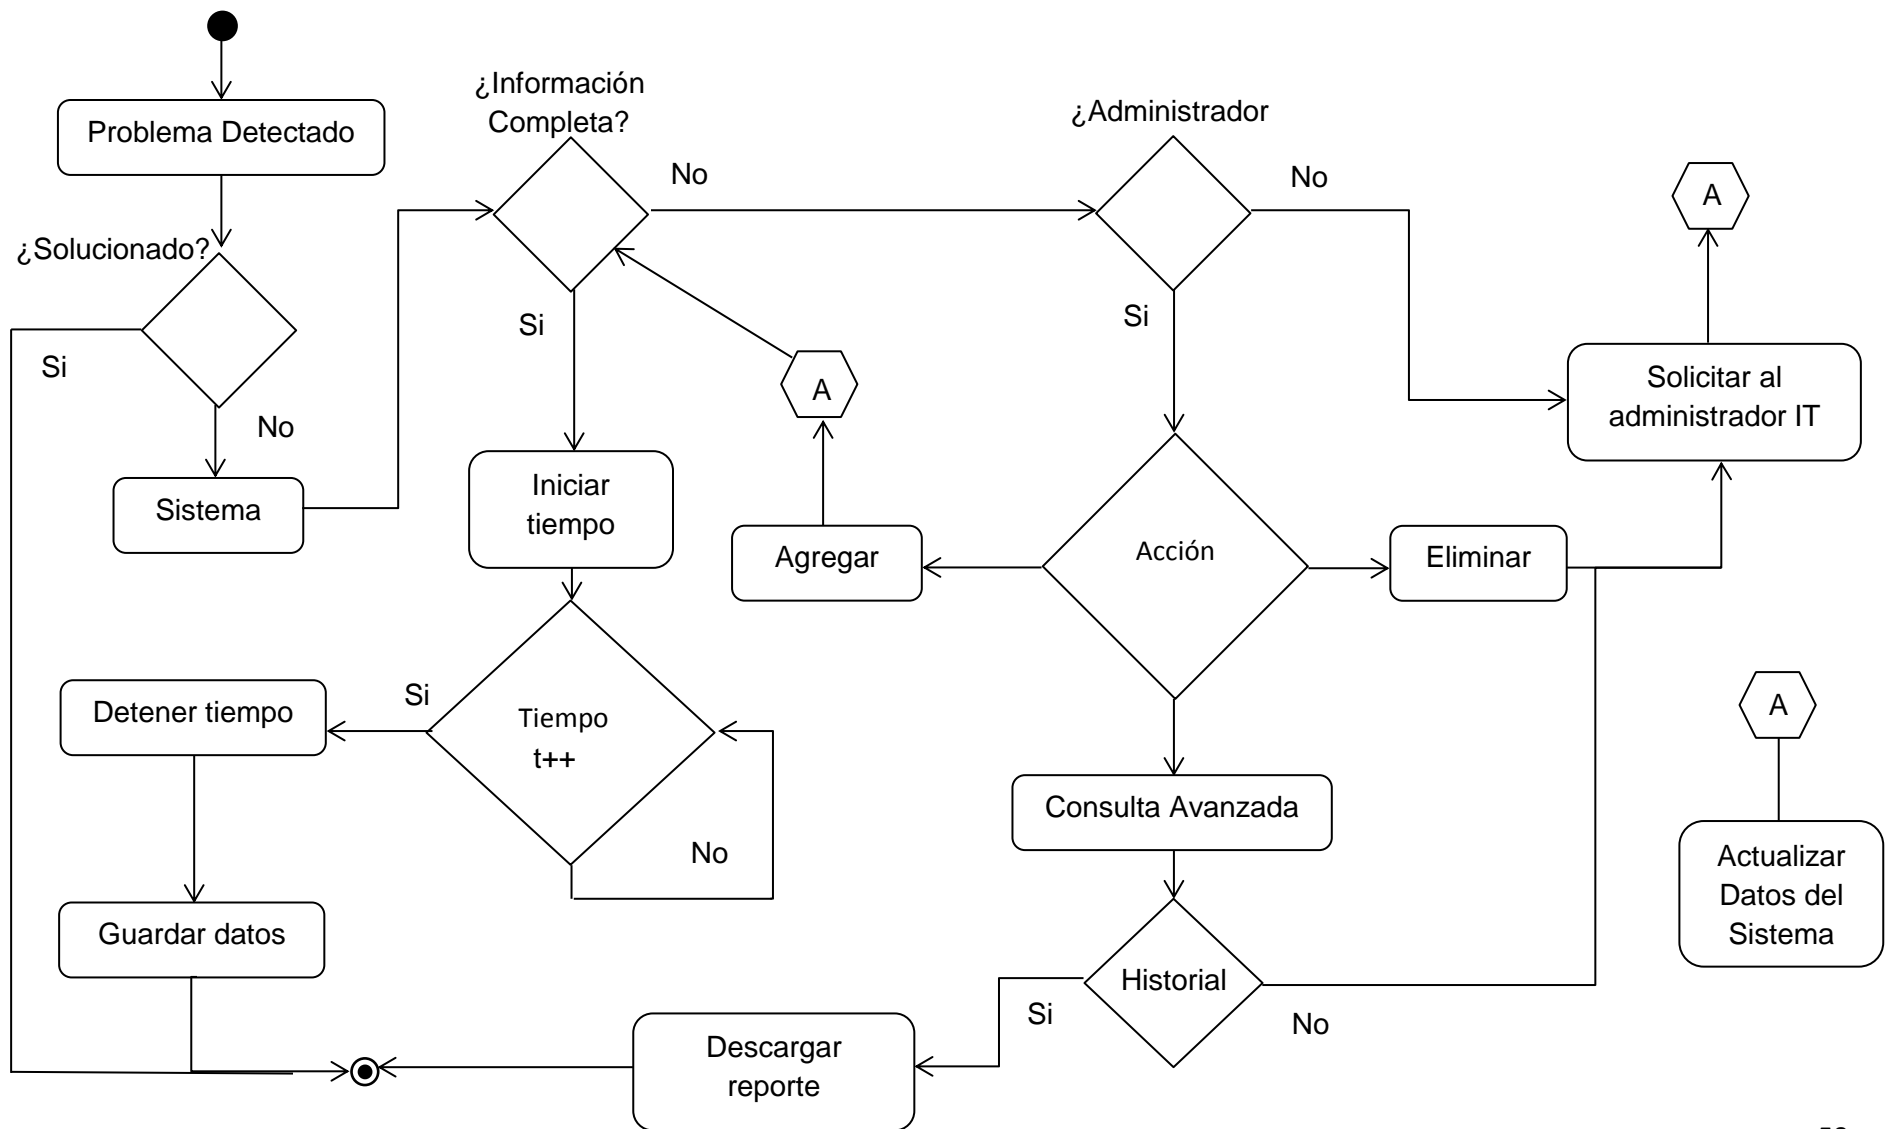 ¿Información
Completa?
¿Administrador
Problema Detectado
No
No
A
¿Solucionado?
Si
Si
Si
A
Solicitar al
administrador IT
No
Sistema
Iniciar
tiempo
Agregar
Acción
Eliminar
Detener tiempo
Si
Tiempo
t++
A
Consulta Avanzada
No
Actualizar
Datos del
Sistema
Guardar datos
Historial
Si
No
Descargar
reporte